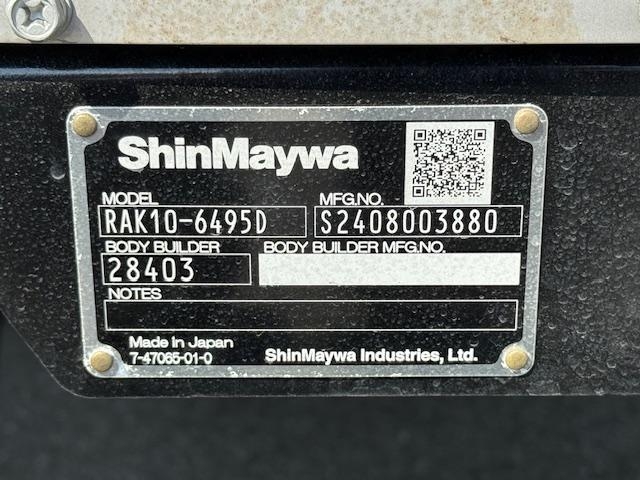 ShinMaywa
MODEL MFG.NO.
RAK10-6495D S2408003880
BODY BUILDER BODY BUILDER MFG.NO.
28403
NOTES
Made in Japan
7-47065-01-0 ShinMaywa Industries, Ltd.